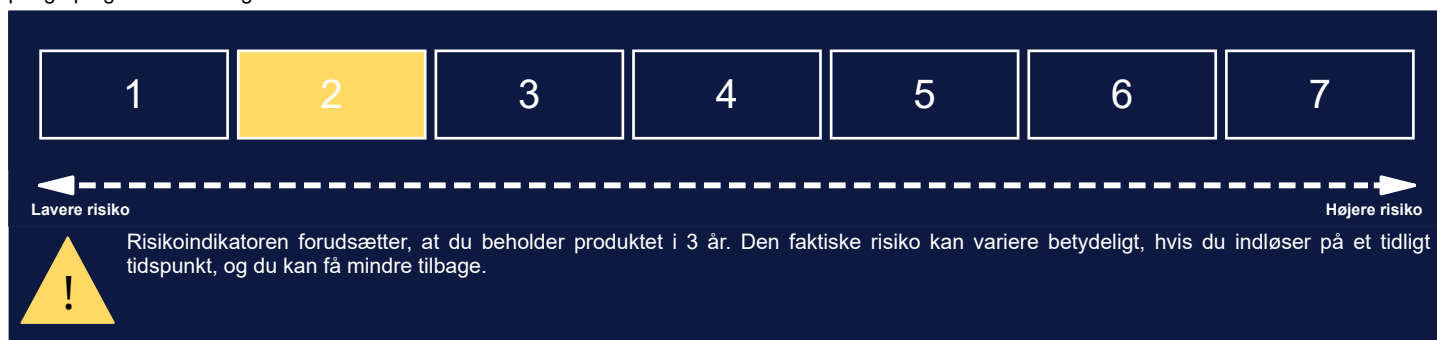 1 2 3 4 5 6 7
Lavere risiko Højere risiko
Risikoindikatoren forudsætter, at du beholder produktet i 3 år. Den faktiske risiko kan variere betydeligt, hvis du indløser på et tidligt
tidspunkt, og du kan få mindre tilbage.
!